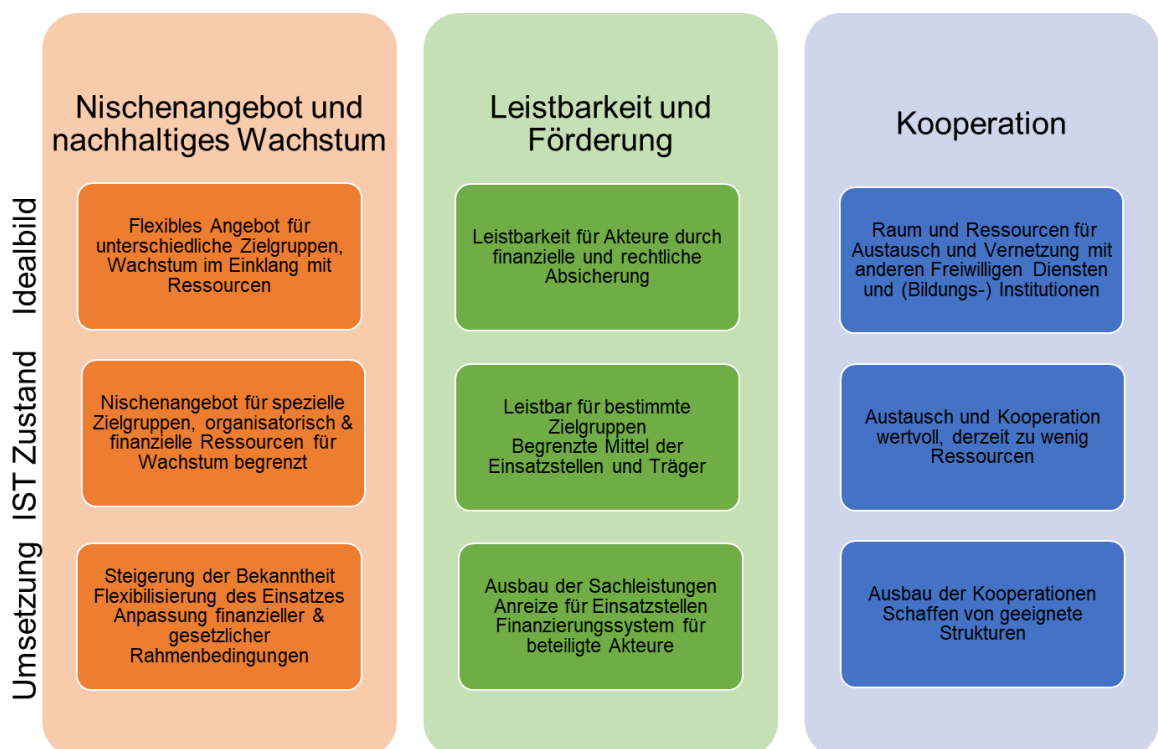 Nischenangebot und
nachhaltiges Wachstum
Leistbarkeit und
Förderung
Kooperation
Idealbild
Flexibles Angebot für
unterschiedliche Zielgruppen,
Wachstum im Einklang mit
Ressourcen
Leistbarkeit für Akteure durch
finanzielle und rechtliche
Absicherung
Raum und Ressourcen für
Austausch und Vernetzung mit
anderen Freiwilligen Diensten
und (Bildungs-) Institutionen
IST Zustand
Nischenangebot für spezielle
Zielgruppen, organisatorisch &
finanzielle Ressourcen für
Wachstum begrenzt
Leistbar für bestimmte
Zielgruppen
Begrenzte Mittel der
Einsatzstellen und Träger
Austausch und Kooperation
wertvoll, derzeit zu wenig
Ressourcen
Umsetzung
Steigerung der Bekanntheit
Flexibilisierung des Einsatzes
Anpassung finanzieller &
gesetzlicher
Rahmenbedingungen
Ausbau der Sachleistungen
Anreize für Einsatzstellen
Finanzierungssystem für
beteiligte Akteure
Ausbau der Kooperationen
Schaffen von geeignete
Strukturen